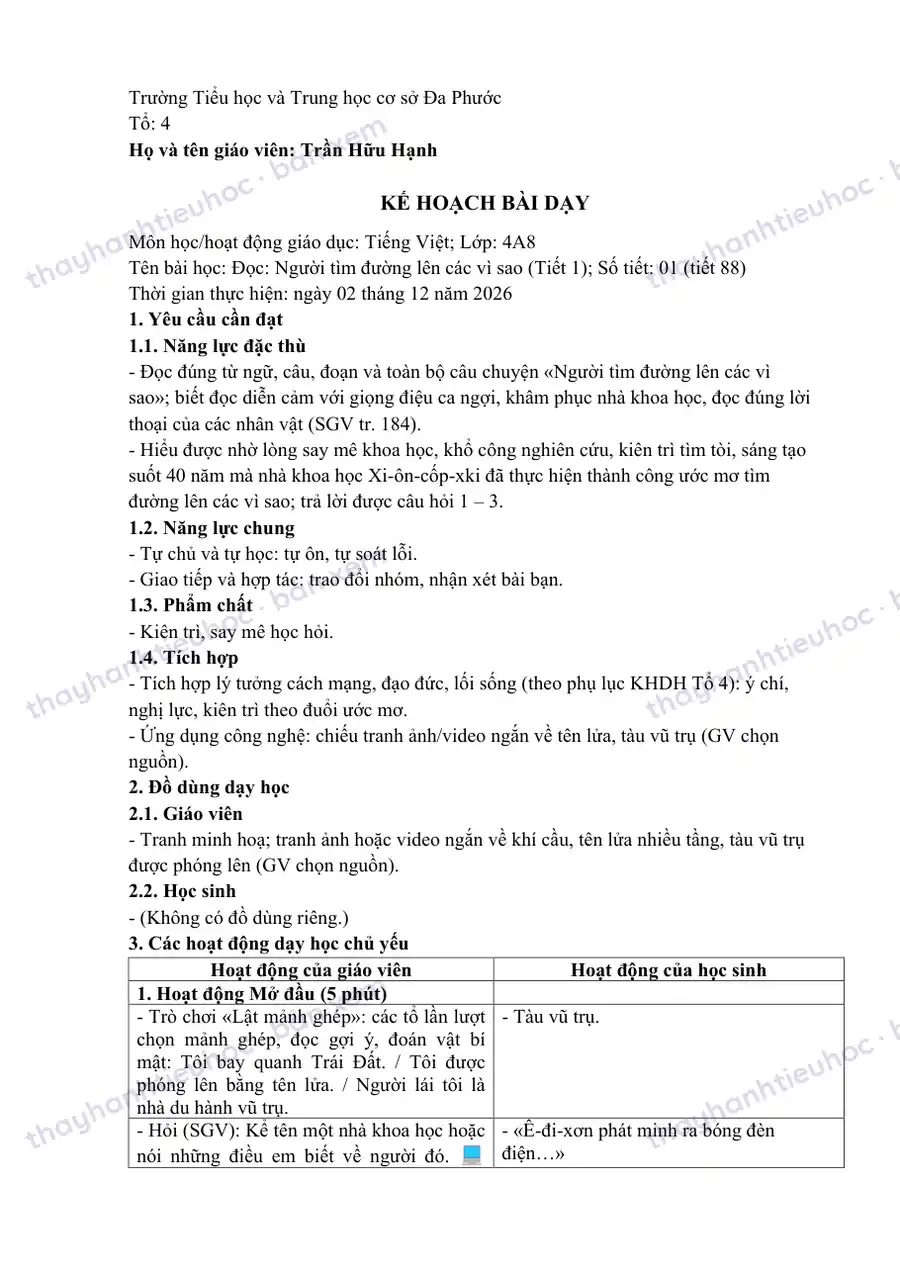 Trường Tiểu học và Trung học cơ sở Đa Phước
Tổ: 4
Họ và tên giáo viên: Trần Hữu Hạnh
KẾ HOẠCH BÀI DẠY
Môn học/hoạt động giáo dục: Tiếng Việt; Lớp: 4A8
Tên bài học: Đọc: Người tìm đường lên các vì sao (Tiết 1); Số tiết: 01 (tiết 88)
Thời gian thực hiện: ngày 02 tháng 12 năm 2026
1. Yêu cầu cần đạt
1.1. Năng lực đặc thù
- Đọc đúng từ ngữ, câu, đoạn và toàn bộ câu chuyện «Người tìm đường lên các vì
sao»; biết đọc diễn cảm với giọng điệu ca ngợi, khâm phục nhà khoa học, đọc đúng lời
thoại của các nhân vật (SGV tr. 184).
- Hiểu được nhờ lòng say mê khoa học, khổ công nghiên cứu, kiên trì tìm tòi, sáng tạo
suốt 40 năm mà nhà khoa học Xi-ôn-cốp-xki đã thực hiện thành công ước mơ tìm
đường lên các vì sao; trả lời được câu hỏi 1 – 3.
1.2. Năng lực chung
- Tự chủ và tự học: tự ôn, tự soát lỗi.
- Giao tiếp và hợp tác: trao đổi nhóm, nhận xét bài bạn.
1.3. Phẩm chất
- Kiên trì, say mê học hỏi.
1.4. Tích hợp
- Tích hợp lý tưởng cách mạng, đạo đức, lối sống (theo phụ lục KHDH Tổ 4): ý chí,
nghị lực, kiên trì theo đuổi ước mơ.
- Ứng dụng công nghệ: chiếu tranh ảnh/video ngắn về tên lửa, tàu vũ trụ (GV chọn
nguồn).
2. Đồ dùng dạy học
2.1. Giáo viên
- Tranh minh hoạ; tranh ảnh hoặc video ngắn về khí cầu, tên lửa nhiều tầng, tàu vũ trụ
được phóng lên (GV chọn nguồn).
2.2. Học sinh
- (Không có đồ dùng riêng.)
3. Các hoạt động dạy học chủ yếu
Hoạt động của giáo viên
Hoạt động của học sinh
1. Hoạt động Mở đầu (5 phút)
- Trò chơi «Lật mảnh ghép»: các tổ lần lượt
chọn mảnh ghép, đọc gợi ý, đoán vật bí
mật: Tôi bay quanh Trái Đất. / Tôi được
phóng lên bằng tên lửa. / Người lái tôi là
nhà du hành vũ trụ.
- Tàu vũ trụ.
- Hỏi (SGV): Kể tên một nhà khoa học hoặc
nói những điều em biết về người đó.
- «Ê-đi-xơn phát minh ra bóng đèn
điện…»
thayhanhtieuhoc · bản xem
thayhanhtieuhoc · b
thayhanhtieuhoc · bản xem
thayhanhtieuhoc · b
thayhanhtieuhoc · bản xem
thayhanhtieuhoc · b